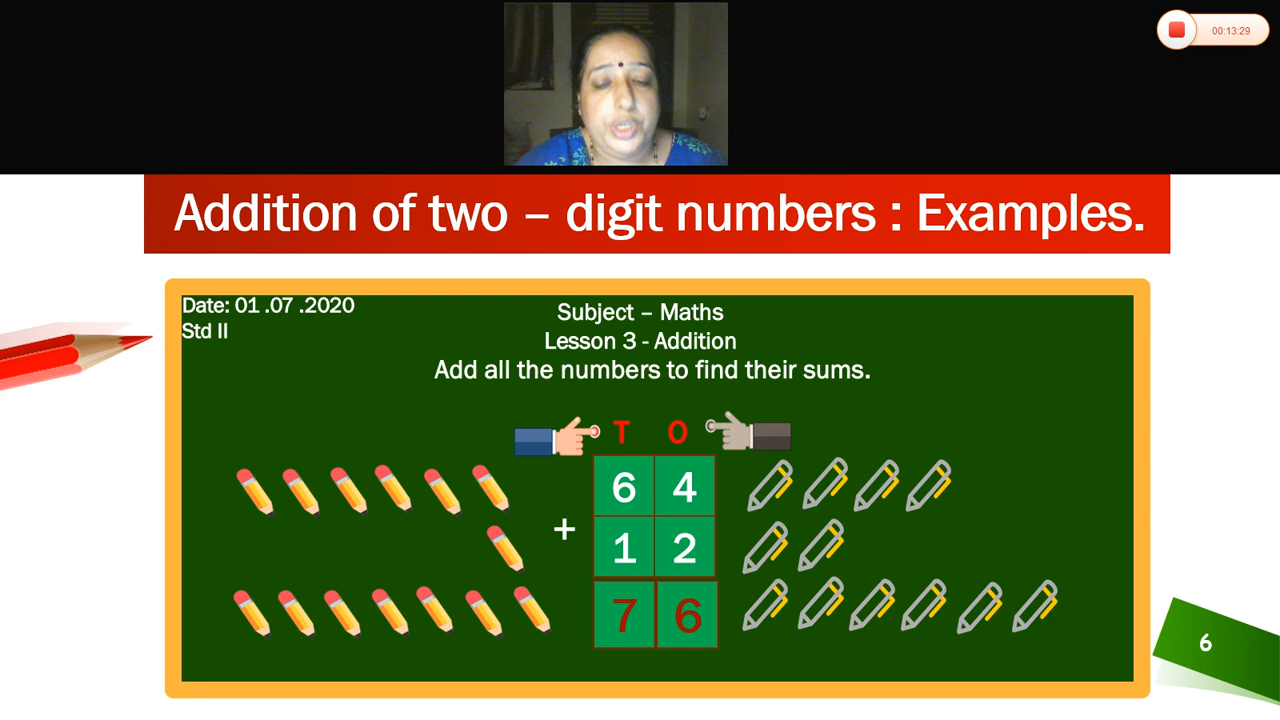 00:13:29
Addition of two – digit numbers : Examples.
Date: 01 .07 .2020
Std II
Subject – Maths
Lesson 3 - Addition
Add all the numbers to find their sums.
T O
6 4
+ 1 2
7 6
6